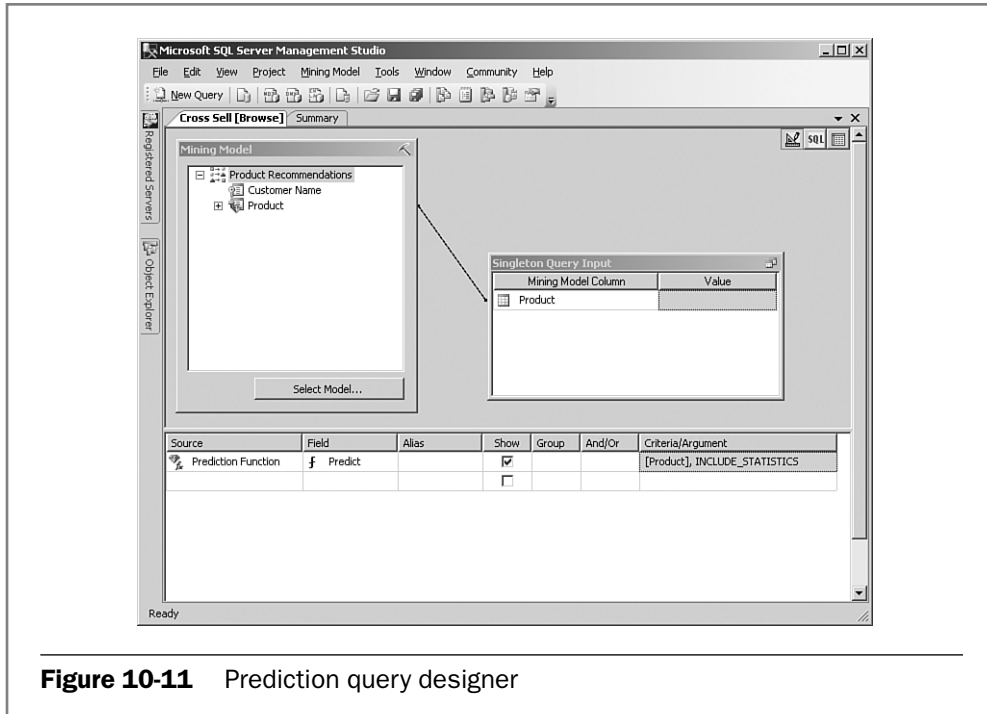 Microsoft SQL Server Management Studio
File Edit View Project Mining Model Tools Window Community Help
New Query
Cross Sell [Browse] Summary
SQL
Registered Servers
Object Explorer
Mining Model
Product Recommendations
Customer Name
Product
Select Model...
Singleton Query Input
Mining Model Column Value
Product
Source Field Alias Show Group And/Or Criteria/Argument
Prediction Function Predict [Product], INCLUDE_STATISTICS
Ready
Figure 10-11 Prediction query designer